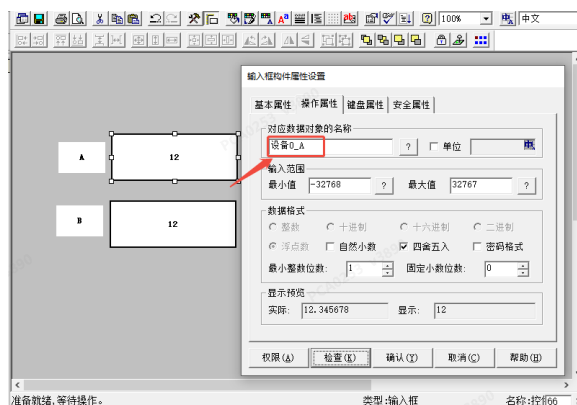 100%
中文
输入框构件属性设置
基本属性 操作属性 键盘属性 安全属性
对应数据对象的名称
设备0_A ? 单位
输入范围
最小值 -32768 ? 最大值 32767 ?
数据格式
整数 十进制 十六进制 二进制
浮点数 自然小数 四舍五入 密码格式
最小整数位数: 1 固定小数位数: 0
显示预览
实际: 12.345678 显示: 12
权限(A) 检查(K) 确认(Y) 取消(C) 帮助(H)
A 12
B 12
准备就绪,等待操作。 类型:输入框 名称:控件66